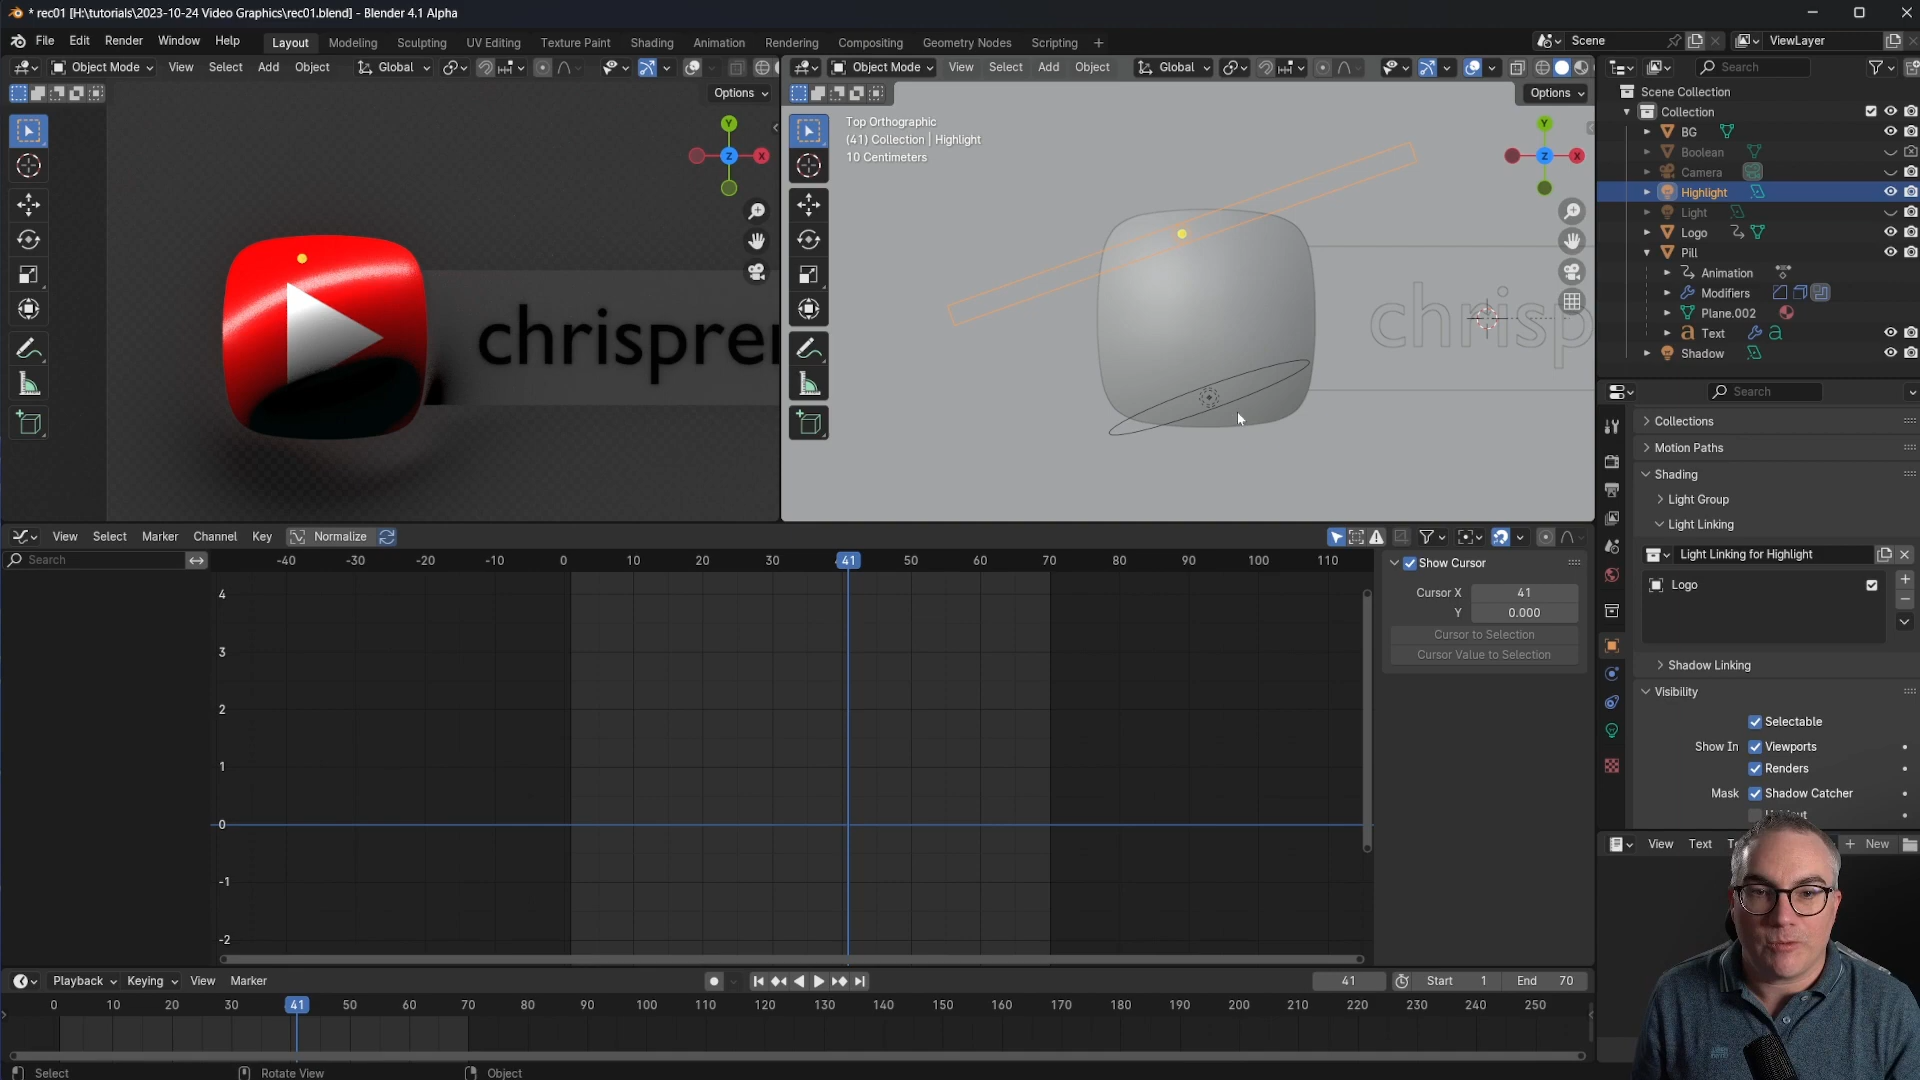 * rec01 [H:\tutorials\2023-10-24 Video Graphics\rec01.blend] - Blender 4.1 Alpha
File Edit Render Window Help
Layout Modeling Sculpting UV Editing Texture Paint Shading Animation Rendering Compositing Geometry Nodes Scripting +
Scene ViewLayer
Object Mode View Select Add Object Global
Options
Object Mode View Select Add Object Global
Options
Search
Y
X
Z
chrispre
Top Orthographic
(41) Collection | Highlight
10 Centimeters
Y
X
Z
chrisp
Scene Collection
Collection
BG
Boolean
Camera
Highlight
Light
Logo
Pill
Animation
Modifiers
Plane.002
Text
Shadow
Search
Collections
Motion Paths
Shading
Light Group
Light Linking
Light Linking for Highlight
Logo
Shadow Linking
Visibility
Selectable
Show In Viewports
Renders
Mask Shadow Catcher
View Text New
View Select Marker Channel Key Normalize
Search
-40 -30 -20 -10 0 10 20 30 41 50 60 70 80 90 100 110
4
3
2
1
0
-1
-2
Show Cursor
Cursor X 41
Y 0.000
Cursor to Selection
Cursor Value to Selection
Playback Keying View Marker
41 Start 1 End 70
0 10 20 30 41 50 60 70 80 90 100 110 120 130 140 150 160 170 180 190 200 210 220 230 240 250
Select Rotate View Object